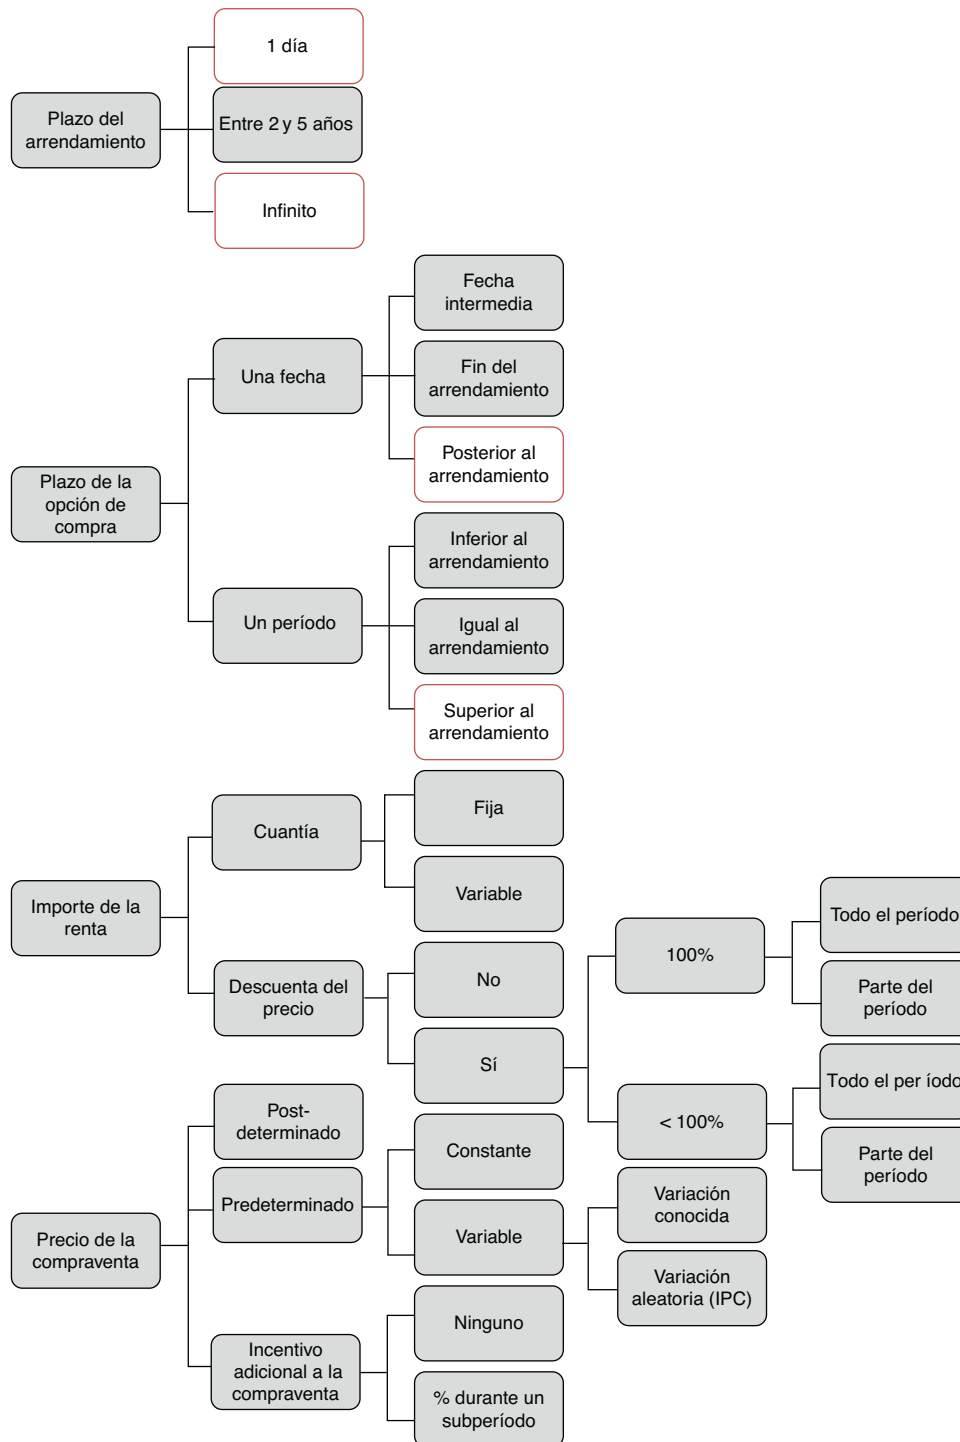 1 día
Plazo del
arrendamiento
Entre 2 y 5 años
Infinito
Fecha
intermedia
Una fecha
Fin del
arrendamiento
Posterior al
arrendamiento
Plazo de la
opción de
compra
Inferior al
arrendamiento
Un período
Igual al
arrendamiento
Superior al
arrendamiento
Cuantía
Fija
Variable
Importe de la
renta
Descuenta del
precio
No
Sí
100%
Todo el período
Parte del
período
< 100%
Todo el per íodo
Parte del
período
Post-
determinado
Precio de la
compraventa
Predeterminado
Constante
Variable
Variación
conocida
Variación
aleatoria (IPC)
Incentivo
adicional a la
compraventa
Ninguno
% durante un
subperíodo